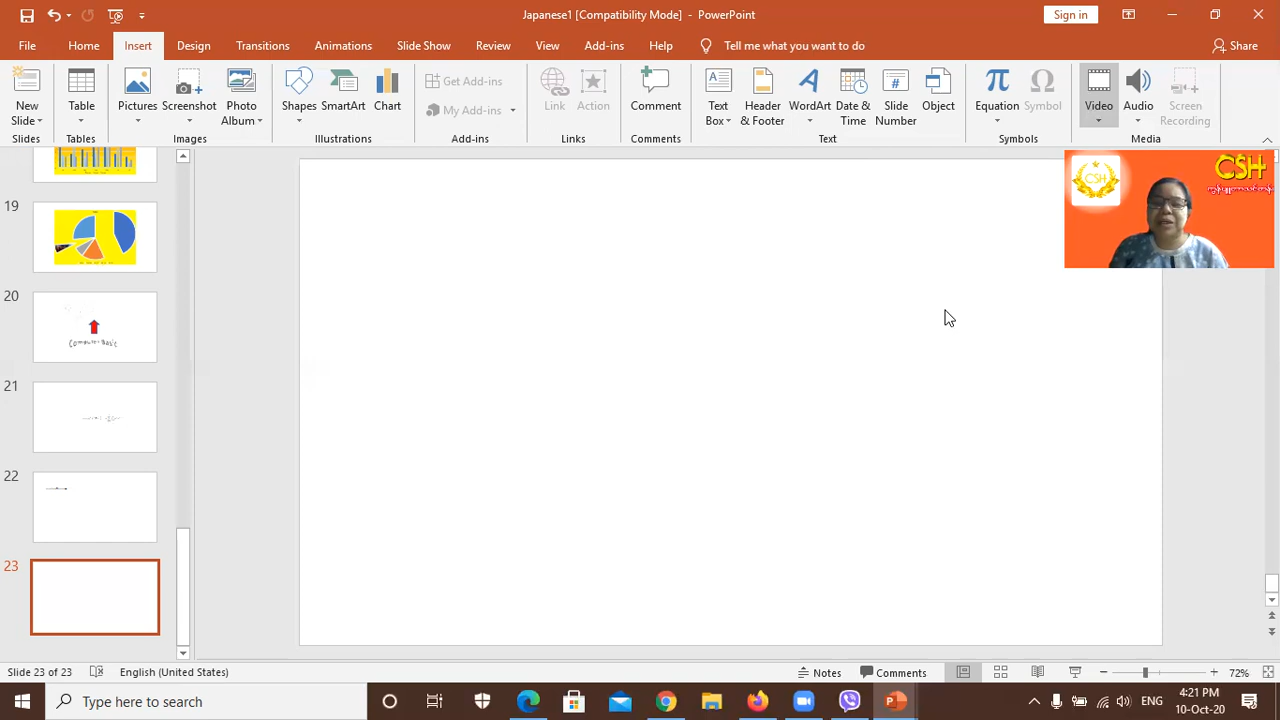 Japanese1 [Compatibility Mode] - PowerPoint
Sign in
File Home Insert Design Transitions Animations Slide Show Review View Add-ins Help Tell me what you want to do Share
New Slide
Table
Pictures
Screenshot
Photo Album
Shapes
SmartArt
Chart
Get Add-ins
My Add-ins
Link
Action
Comment
Text Box
Header & Footer
WordArt
Date & Time
Slide Number
Object
Equation
Symbol
Video
Audio
Screen Recording
Slides Tables Images Illustrations Add-ins Links Comments Text Symbols Media
CSH
CSH
19
20
Computer Basic
21
22
23
Slide 23 of 23 English (United States) Notes Comments 72%
Type here to search
ENG
4:21 PM
10-Oct-20